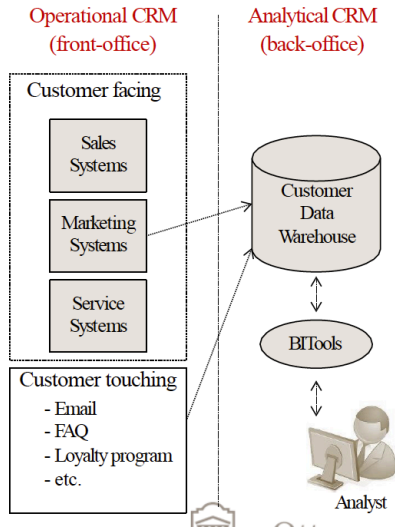 Operational CRM
(front-office)
Customer facing
Sales
Systems
Marketing
Systems
Service
Systems
Customer touching
- Email
- FAQ
- Loyalty program
- etc.
Analytical CRM
(back-office)
Customer
Data
Warehouse
BITools
Analyst